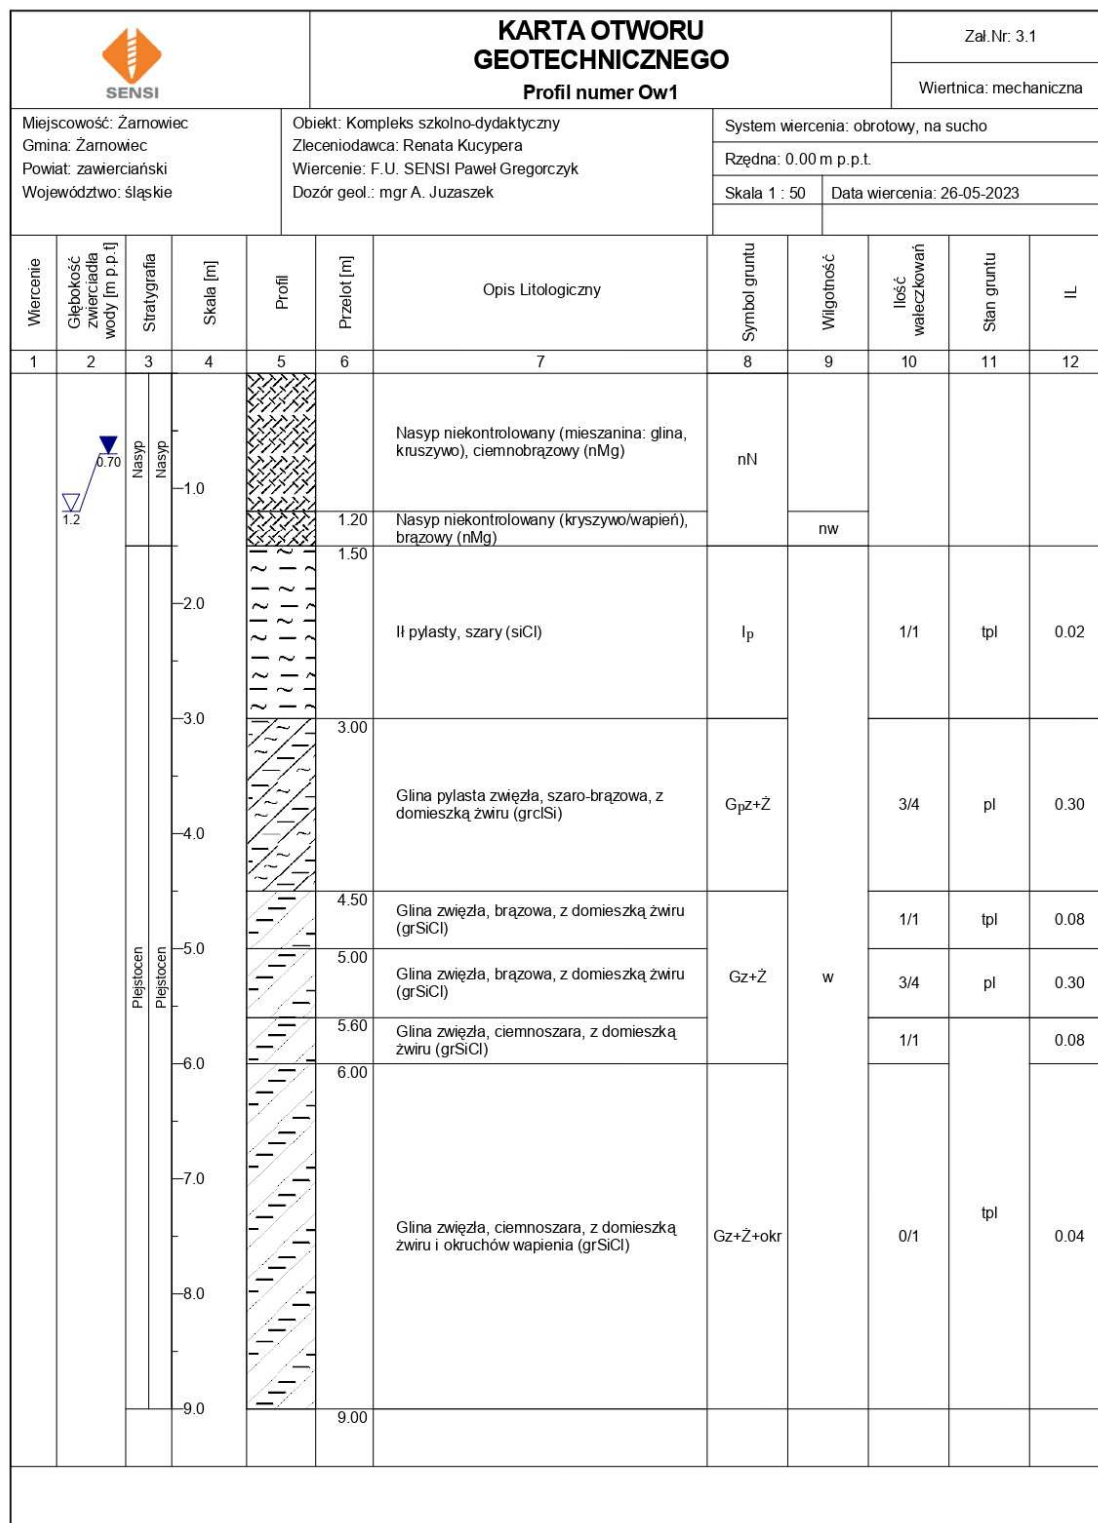 SENSI
KARTA OTWORU
GEOTECHNICZNEGO
Profil numer Ow1
Zał.Nr: 3.1
Wiertnica: mechaniczna
Miejscowość: Żarnowiec
Gmina: Żarnowiec
Powiat: zawierciański
Województwo: śląskie
Obiekt: Kompleks szkolno-dydaktyczny
Zleceniodawca: Renata Kucypera
Wiercenie: F.U. SENSI Paweł Gregorczyk
Dozór geol.: mgr A. Juzaszek
System wiercenia: obrotowy, na sucho
Rzędna: 0.00 m p.p.t.
Skala 1 : 50
Data wiercenia: 26-05-2023
Wiercenie
Głębokość
zwierciadła
wody [m p.p.t]
Stratygrafia
Skala [m]
Profil
Przelot [m]
Opis Litologiczny
Symbol gruntu
Wilgotność
Ilość
wałeczkowań
Stan gruntu
IL
1 2 3 4 5 6 7 8 9 10 11 12
0.70
1.2
Nasyp
Nasyp
1.0
Nasyp niekontrolowany (mieszanina: glina,
kruszywo), ciemnobrązowy (nMg)
nN
1.20
Nasyp niekontrolowany (kryszywo/wapień),
brązowy (nMg)
nw
1.50
2.0
Ił pylasty, szary (siCl)
Ip
1/1
tpl
0.02
3.0
3.00
Glina pylasta zwięzła, szaro-brązowa, z
domieszką żwiru (grclSi)
Gpz+Ż
3/4
pl
0.30
4.0
4.50
Glina zwięzła, brązowa, z domieszką żwiru
(grSiCl)
1/1
tpl
0.08
5.0
Plejstocen
Plejstocen
5.00
Glina zwięzła, brązowa, z domieszką żwiru
(grSiCl)
Gz+Ż
w
3/4
pl
0.30
5.60
Glina zwięzła, ciemnoszara, z domieszką
żwiru (grSiCl)
1/1
0.08
6.0
6.00
7.0
Glina zwięzła, ciemnoszara, z domieszką
żwiru i okruchów wapienia (grSiCl)
Gz+Ż+okr
0/1
tpl
0.04
8.0
9.0
9.00